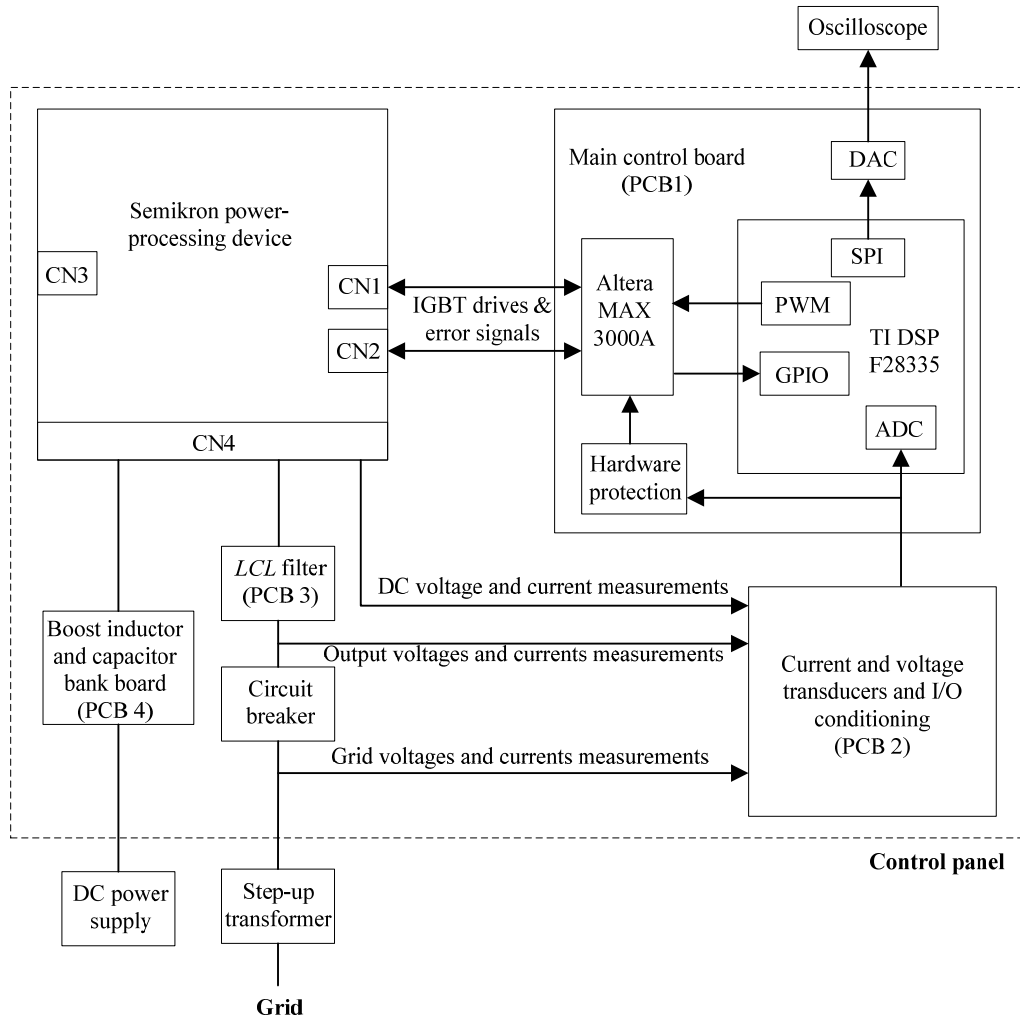 Oscilloscope
DAC
Main control board
(PCB1)
Semikron power-
processing device
SPI
CN3
CN1
Altera
MAX
3000A
PWM
IGBT drives &
error signals
TI DSP
F28335
CN2
GPIO
ADC
CN4
Hardware
protection
LCL filter
(PCB 3)
DC voltage and current measurements
Boost inductor
and capacitor
bank board
(PCB 4)
Output voltages and currents measurements
Current and voltage
transducers and I/O
conditioning
(PCB 2)
Circuit
breaker
Grid voltages and currents measurements
Control panel
DC power
supply
Step-up
transformer
Grid